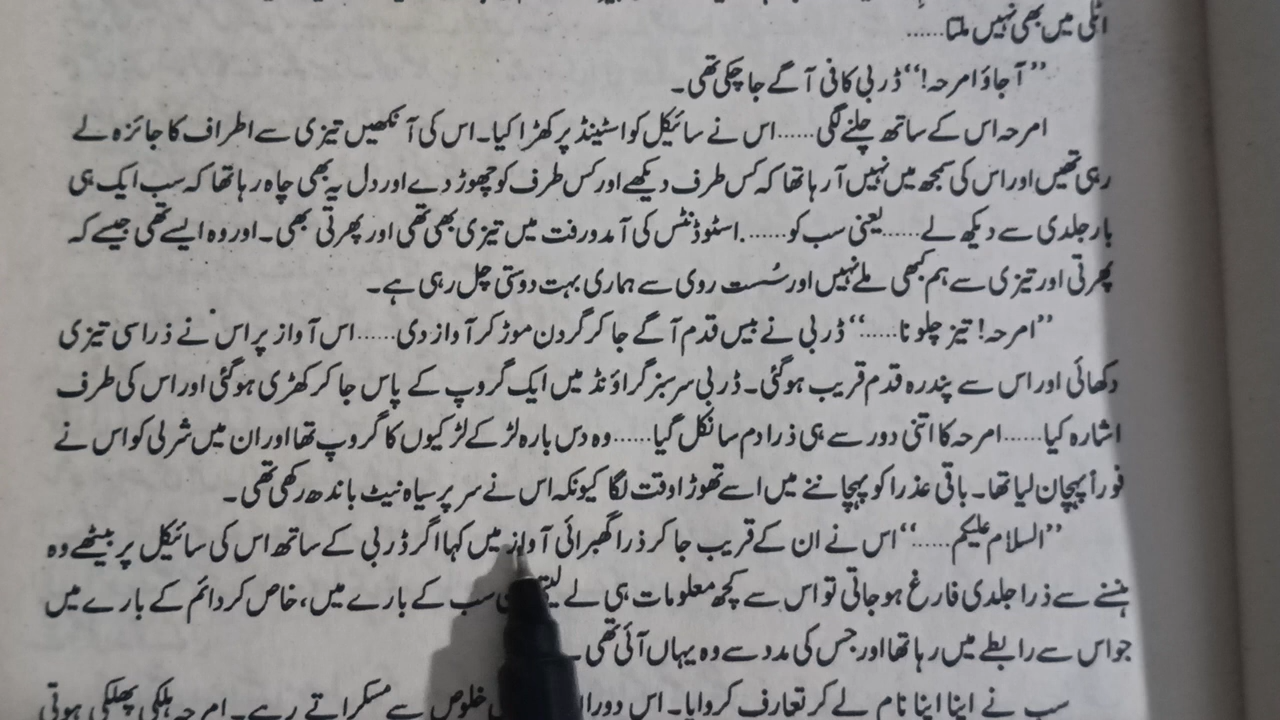 اٹلی میں بھی نہیں ملتا......
”آ جاؤ امرحہ!“ ڈربی کافی آگے جا چکی تھی۔
امرحہ اس کے ساتھ چلنے لگی......اس نے سائیکل کو اسٹینڈ پر کھڑا کیا۔ اس کی آنکھیں تیزی سے اطراف کا جائزہ لے
رہی تھیں اور اس کی سمجھ میں نہیں آ رہا تھا کہ کس طرف دیکھے اور کس طرف کو چھوڑ دے اور دل یہ بھی چاہ رہا تھا کہ سب ایک ہی
بار جلدی سے دیکھ لے......یعنی سب کو......اسٹوڈنٹس کی آمدورفت میں تیزی بھی تھی اور پھرتی بھی۔ اور وہ ایسے تھی جیسے کہ
پھرتی اور تیزی سے ہم کبھی ملے نہیں اور سُست روی سے ہماری بہت دوستی چل رہی ہے۔
”امرحہ! تیز چلو نا......“ ڈربی نے بیس قدم آگے جا کر گردن موڑ کر آواز دی......اس آواز پر اس نے ذرا سی تیزی
دکھائی اور اس سے پندرہ قدم قریب ہوگئی۔ ڈربی سرسبز گراؤنڈ میں ایک گروپ کے پاس جا کر کھڑی ہوگئی اور اس کی طرف
اشارہ کیا......امرحہ کا اتنی دور سے ہی ذرا دم سا نکل گیا......وہ دس بارہ لڑکے لڑکیوں کا گروپ تھا اور ان میں شرلی کو اس نے
فوراً پہچان لیا تھا۔ باقی عذرا کو پہچاننے میں اسے تھوڑا وقت لگا کیونکہ اس نے سر پر سیاہ نیٹ باندھ رکھی تھی۔
”السلام علیکم......“ اس نے ان کے قریب جا کر ذرا گھبرائی آواز میں کہا اگر ڈربی کے ساتھ اس کی سائیکل پر بیٹھے وہ
ہنسنے سے ذرا جلدی فارغ ہو جاتی تو اس سے کچھ معلومات ہی لے لیتی سب کے بارے میں، خاص کر دائم کے بارے میں
جو اس سے رابطے میں رہا تھا اور جس کی مدد سے وہ یہاں آئی تھی۔
سب نے اپنا اپنا نام لے کر تعارف کروایا۔ اس خلوص سے مسکراتے رہے۔ امرحہ ہلکی پھلکی ہوتی